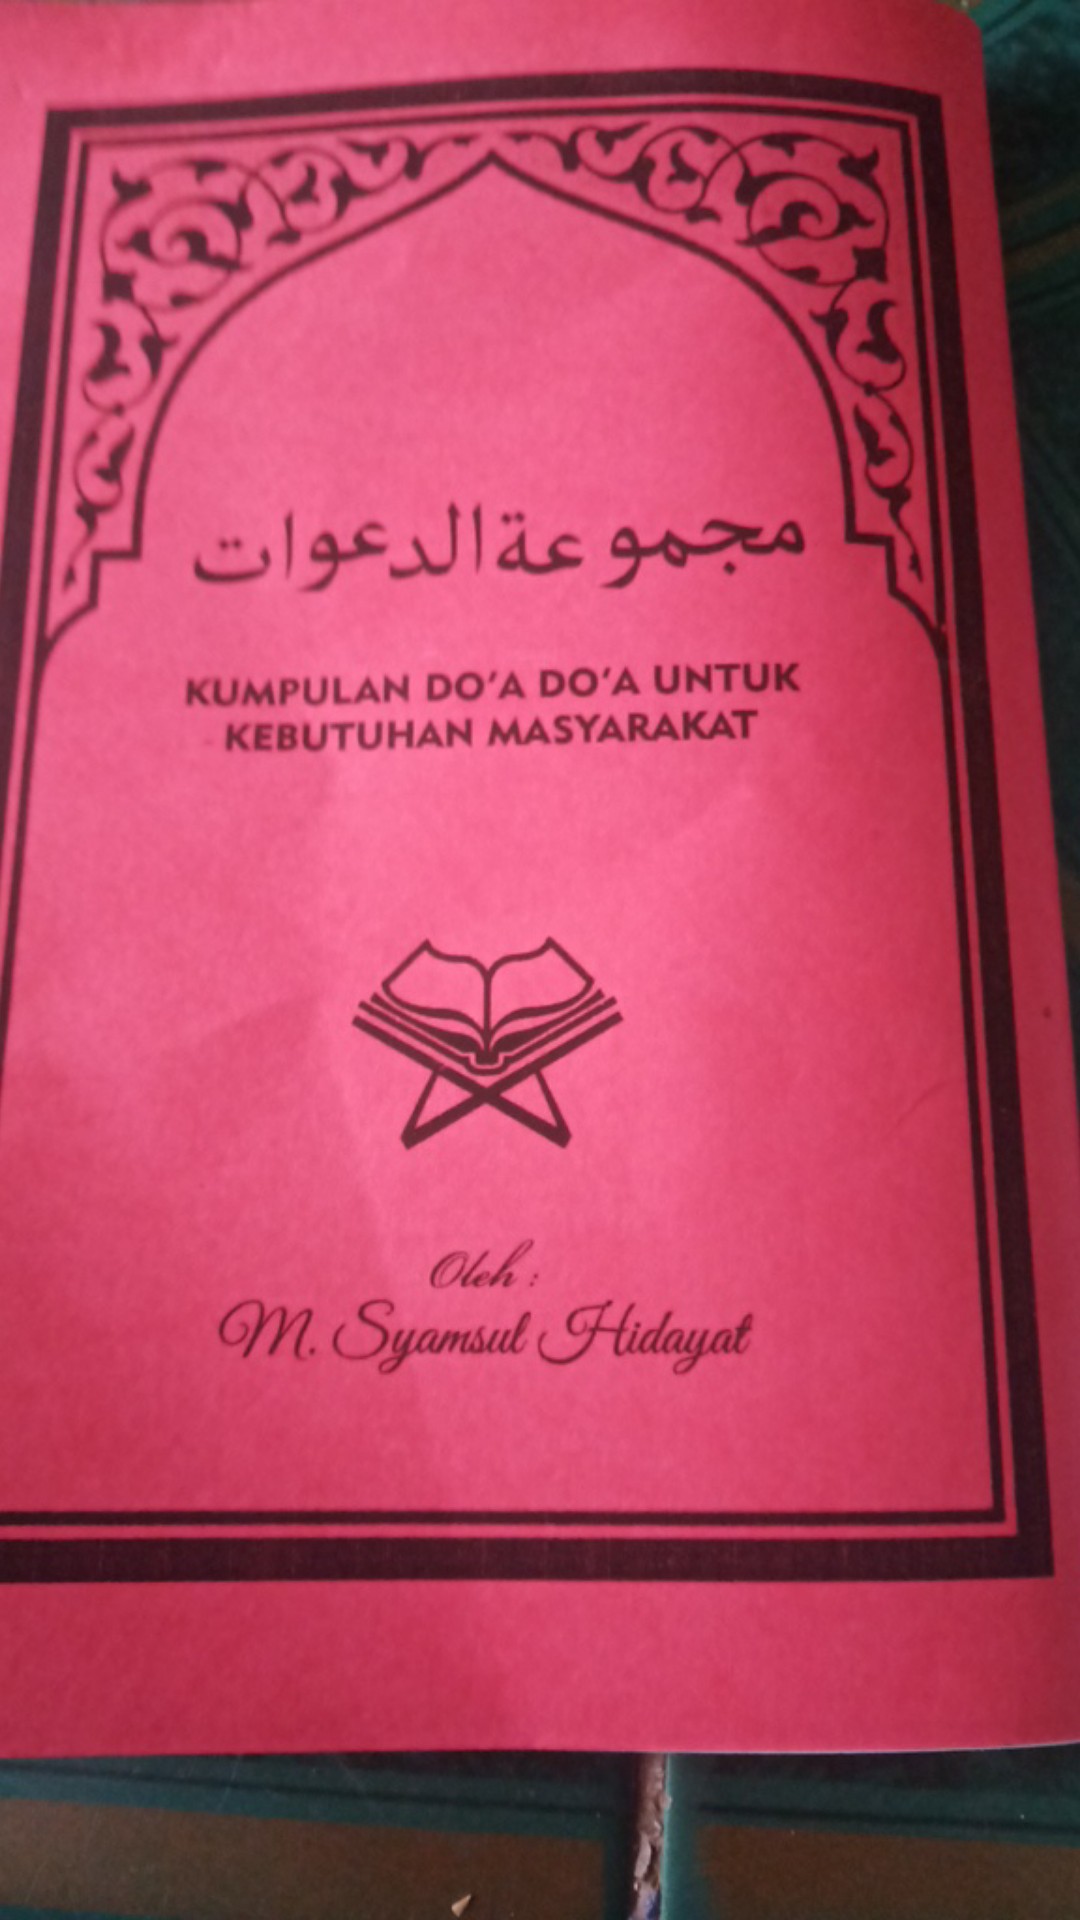 مجموعة الدعوات
KUMPULAN DO'A DO'A UNTUK
KEBUTUHAN MASYARAKAT
Oleh :
M. Syamsul Hidayat